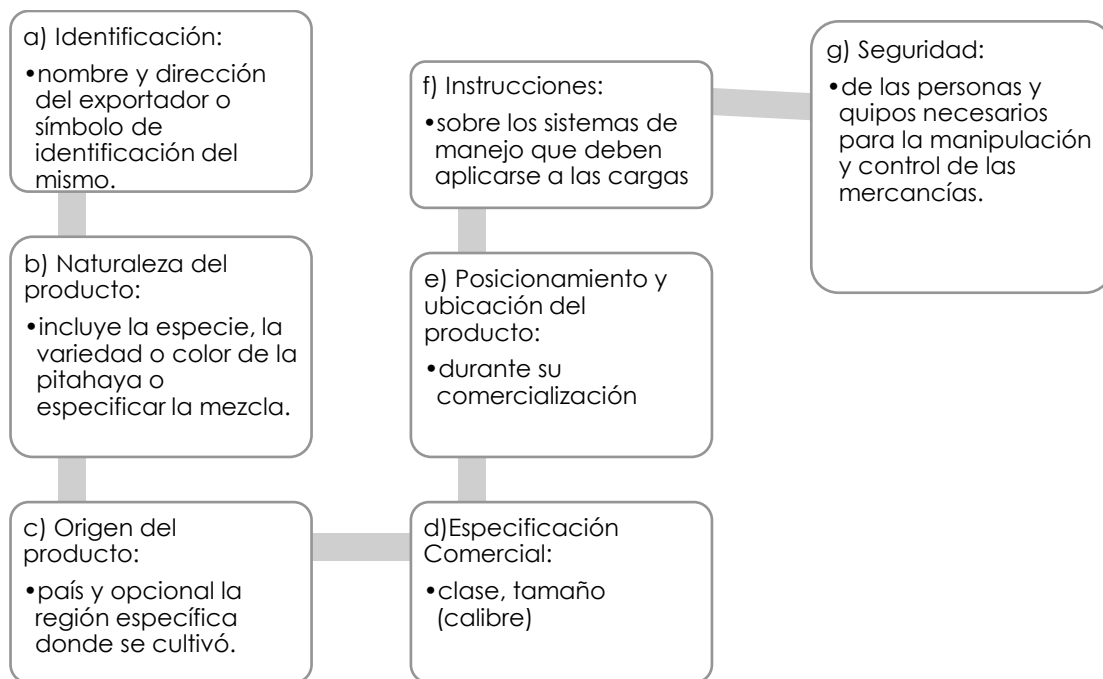 a) Identificación:
•nombre y dirección
del exportador o
símbolo de
identificación del
mismo.
b) Naturaleza del
producto:
•incluye la especie, la
variedad o color de la
pitahaya o
especificar la mezcla.
c) Origen del
producto:
•país y opcional la
región específica
donde se cultivó.
d)Especificación
Comercial:
•clase, tamaño
(calibre)
e) Posicionamiento y
ubicación del
producto:
•durante su
comercialización
f) Instrucciones:
•sobre los sistemas de
manejo que deben
aplicarse a las cargas
g) Seguridad:
•de las personas y
quipos necesarios
para la manipulación
y control de las
mercancías.